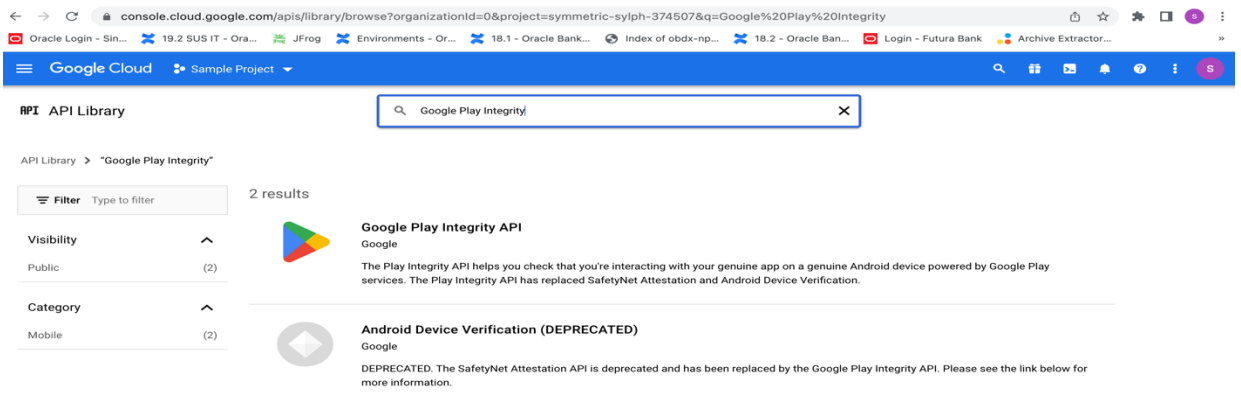 console.cloud.google.com/apis/library/browse?organizationId=0&project=symmetric-sylph-374507&q=Google%20Play%20Integrity
S
Oracle Login - Sin...
19.2 SUS IT - Ora...
JFrog
Environments - Or...
18.1 - Oracle Bank...
Index of obdx-np...
18.2 - Oracle Ban...
Login - Futura Bank
Archive Extractor...
»
Google Cloud
Sample Project
S
API API Library
Google Play Integrity
API Library > "Google Play Integrity"
Filter Type to filter
2 results
Visibility
Public (2)
Category
Mobile (2)
Google Play Integrity API
Google
The Play Integrity API helps you check that you're interacting with your genuine app on a genuine Android device powered by Google Play
services. The Play Integrity API has replaced SafetyNet Attestation and Android Device Verification.
Android Device Verification (DEPRECATED)
Google
DEPRECATED. The SafetyNet Attestation API is deprecated and has been replaced by the Google Play Integrity API. Please see the link below for
more information.